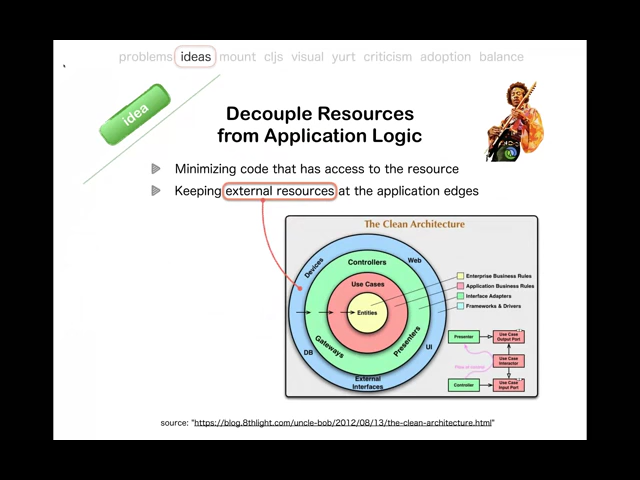 problems ideas mount cljs visual yurt criticism adoption balance
idea
Decouple Resources
from Application Logic
Minimizing code that has access to the resource
Keeping external resources at the application edges
The Clean Architecture
Devices
Web
Controllers
Use Cases
Entities
Gateways
Presenters
DB
UI
External
Interfaces
Enterprise Business Rules
Application Business Rules
Interface Adapters
Frameworks & Drivers
Presenter
Use Case
Output Port
Use Case
Interactor
Flow of control
Controller
Use Case
Input Port
source: "https://blog.8thlight.com/uncle-bob/2012/08/13/the-clean-architecture.html"